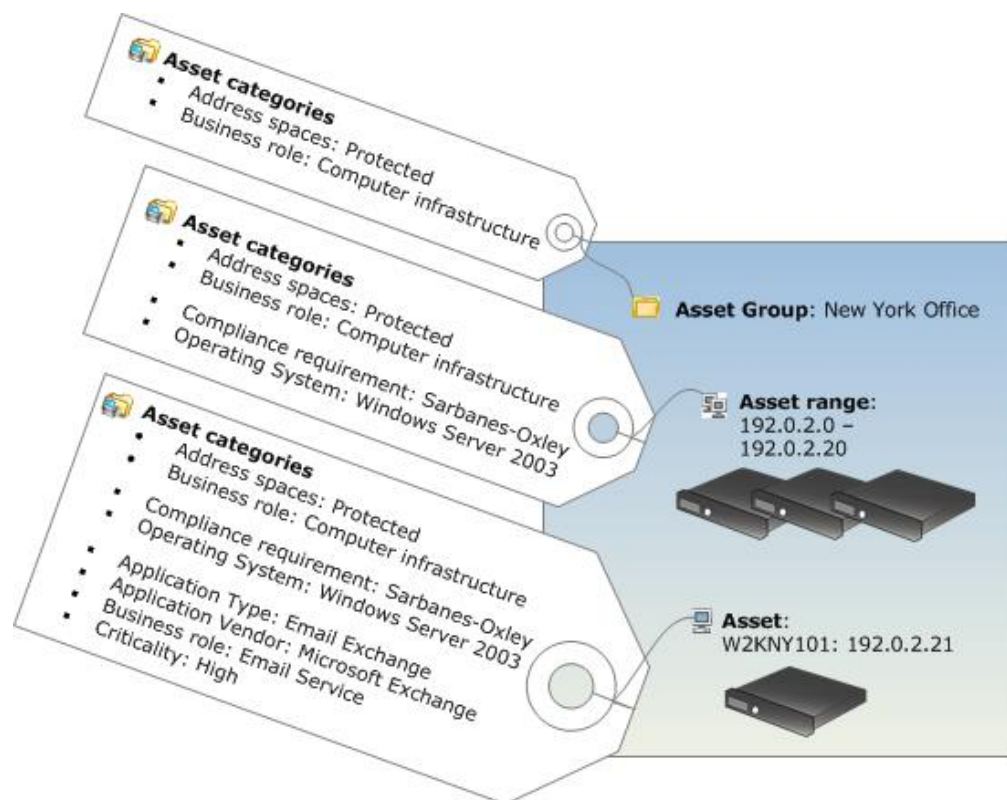 Asset categories
▪ Address spaces: Protected
▪ Business role: Computer infrastructure
Asset Group: New York Office
Asset categories
▪ Address spaces: Protected
▪ Business role: Computer infrastructure
▪ Compliance requirement: Sarbanes-Oxley
▪ Operating System: Windows Server 2003
Asset range:
192.0.2.0 –
192.0.2.20
Asset categories
▪ Address spaces: Protected
▪ Business role: Computer infrastructure
▪ Compliance requirement: Sarbanes-Oxley
▪ Operating System: Windows Server 2003
▪ Application Type: Email Exchange
▪ Application Vendor: Microsoft Exchange
▪ Business role: Email Service
▪ Criticality: High
Asset:
W2KNY101: 192.0.2.21